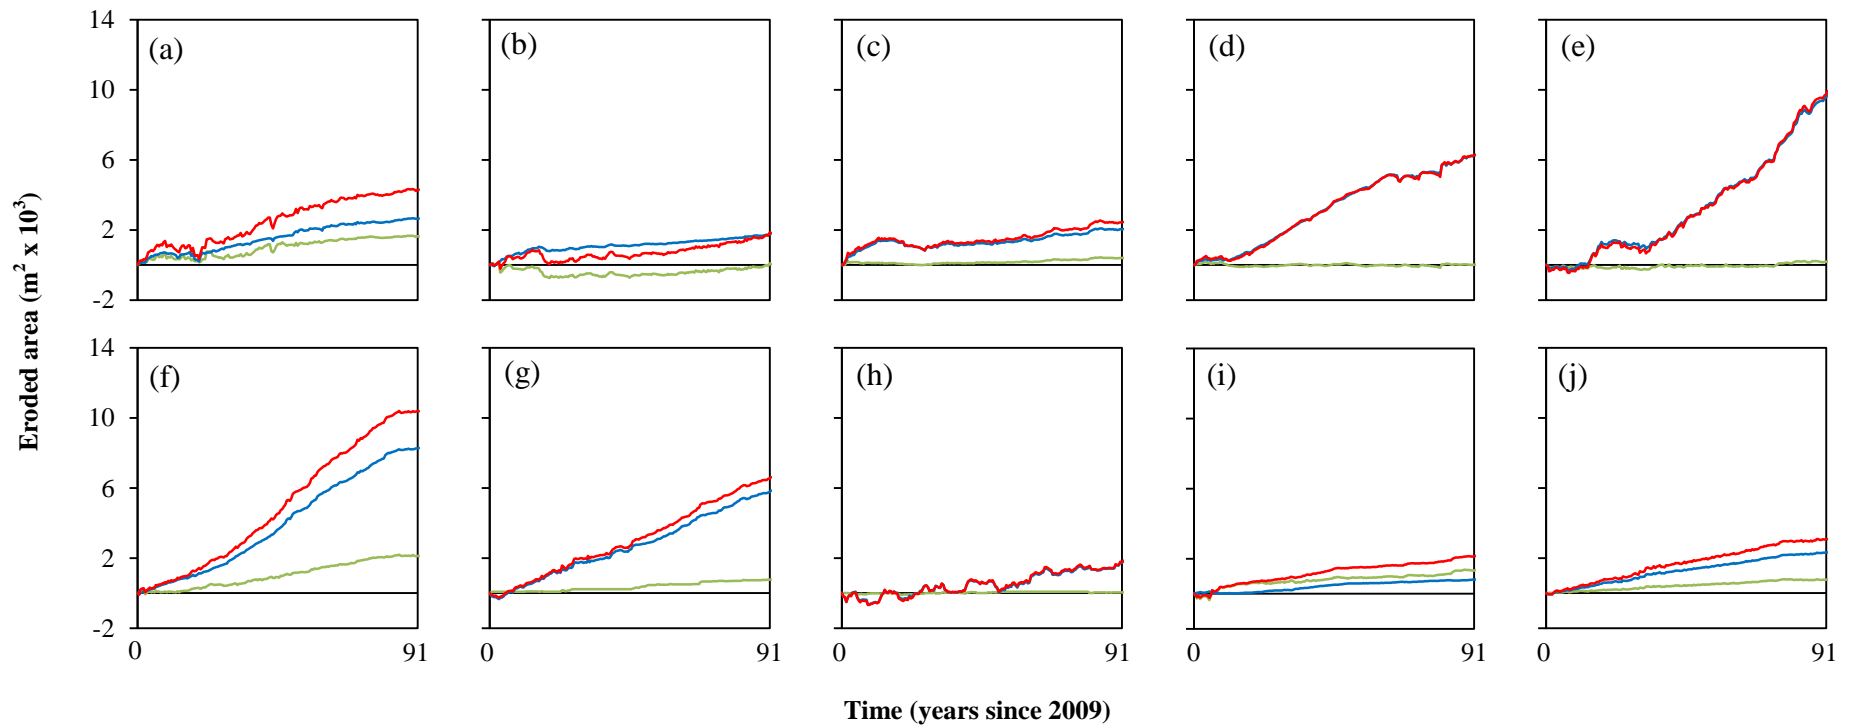 14
10
6
2
-2
(a)
(b)
(c)
(d)
(e)
14
10
6
2
-2
(f)
(g)
(h)
(i)
(j)
0
91
0
91
0
91
0
91
0
91
Eroded area (m² x 10³)
Time (years since 2009)